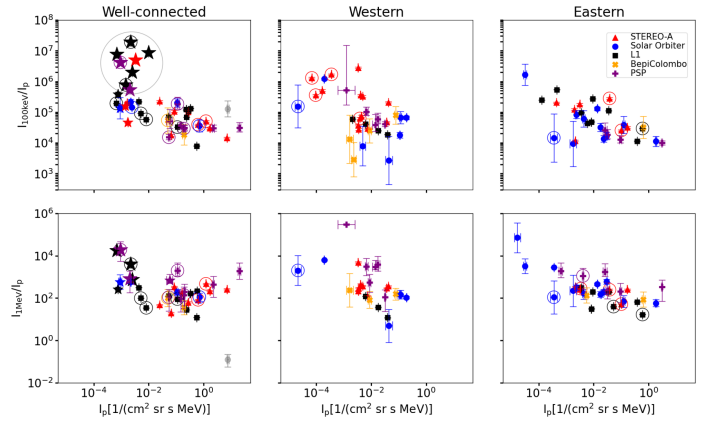 Well-connected
Western
Eastern
10^8
10^7
10^6
10^5
10^4
10^3
I_100keV/I_p
STEREO-A
Solar Orbiter
L1
BepiColombo
PSP
10^6
10^4
10^2
10^0
10^−2
I_1MeV/I_p
10^−4 10^−2 10^0 10^2
10^−4 10^−2 10^0
10^−4 10^−2 10^0
I_p[1/(cm^2 sr s MeV)]
I_p[1/(cm^2 sr s MeV)]
I_p[1/(cm^2 sr s MeV)]